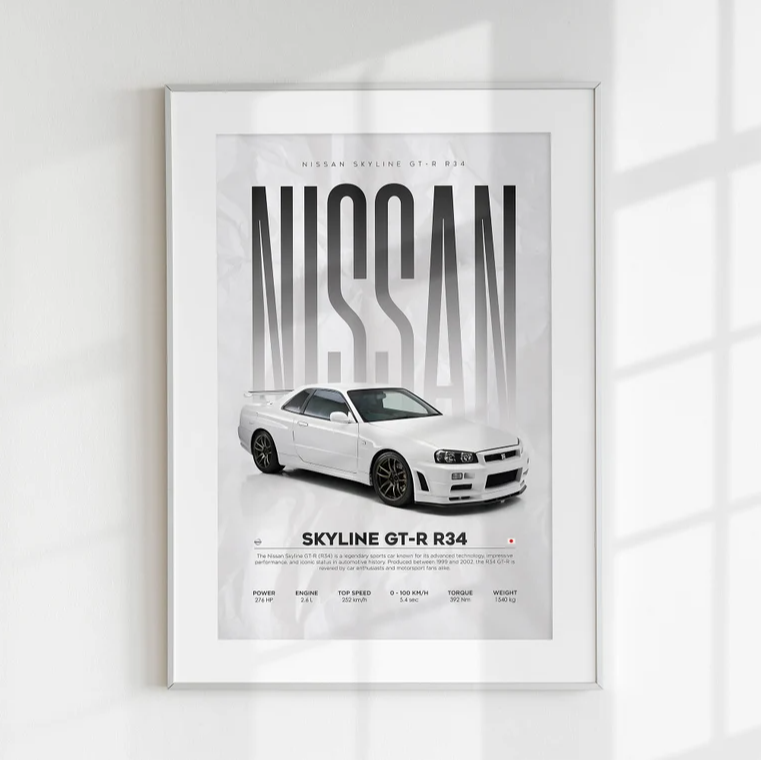 NISSAN SKYLINE GT-R R34
NISSAN
SKYLINE GT-R R34
The Nissan Skyline GT-R (R34) is a legendary sports car known for its advanced technology, impressive
performance, and iconic status in automotive history. Produced between 1999 and 2002, the R34 GT-R is
revered by car enthusiasts and motorsport fans alike.
POWER ENGINE TOP SPEED 0 - 100 KM/H TORQUE WEIGHT
276 HP 2.6 L 252 km/h 5.4 sec 392 Nm 1540 kg